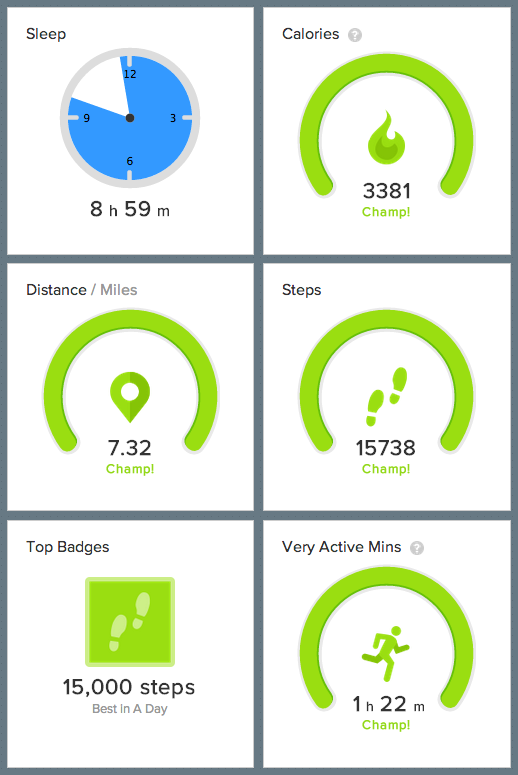 Sleep
12
9
3
6
8 h 59 m
Calories ?
3381
Champ!
Distance / Miles
7.32
Champ!
Steps
15738
Champ!
Top Badges
15,000 steps
Best in A Day
Very Active Mins ?
1 h 22 m
Champ!